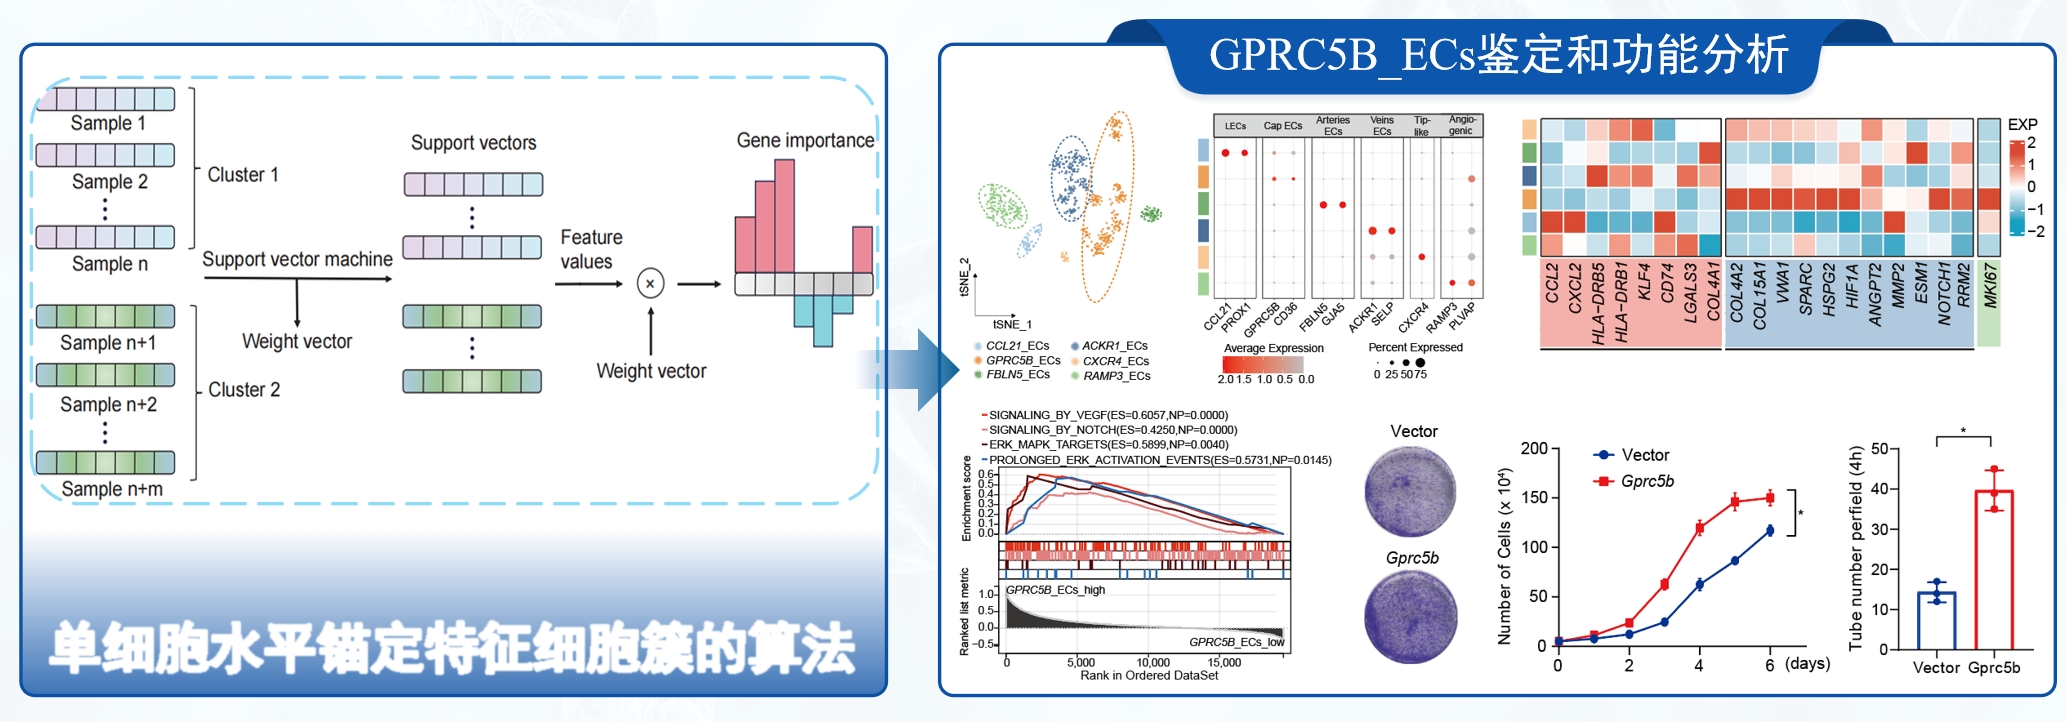 Sample 1
Sample 2
Sample n
Cluster 1
Support vector machine
Weight vector
Sample n+1
Sample n+2
Sample n+m
Cluster 2
Support vectors
Feature
values
×
Weight vector
Gene importance
单细胞水平锚定特征细胞簇的算法
GPRC5B_ECs鉴定和功能分析
tSNE_2
tSNE_1
CCL21_ECs
GPRC5B_ECs
FBLN5_ECs
ACKR1_ECs
CXCR4_ECs
RAMP3_ECs
LECs
Cap ECs
Arteries
ECs
Veins
ECs
Tip-
like
Angio-
genic
CCL21
PROX1
GPRC5B
CD36
FBLN5
GJA5
ACKR1
SELP
CXCR4
RAMP3
PLVAP
Average Expression
2.0 1.5 1.0 0.5 0.0
Percent Expressed
0 25 50 75
EXP
2
1
0
−1
−2
CCL2
CXCL2
HLA−DRB5
HLA−DRB1
KLF4
CD74
LGALS3
COL4A1
COL4A2
COL15A1
VWA1
SPARC
HSPG2
HIF1A
ANGPT2
MMP2
ESM1
NOTCH1
RRM2
MKI67
SIGNALING_BY_VEGF(ES=0.6057,NP=0.0000)
SIGNALING_BY_NOTCH(ES=0.4250,NP=0.0000)
ERK_MAPK_TARGETS(ES=0.5899,NP=0.0040)
PROLONGED_ERK_ACTIVATION_EVENTS(ES=0.5731,NP=0.0145)
Enrichment score
0.6
0.5
0.4
0.3
0.2
0.1
0.0
Ranked list metric
1.0
0.5
0.0
−0.5
GPRC5B_ECs_high
GPRC5B_ECs_low
0 5,000 10,000 15,000
Rank in Ordered DataSet
Vector
Gprc5b
Number of Cells (x 10⁴)
200
150
100
50
0
Vector
Gprc5b
*
0 2 4 6 (days)
Tube number perfield (4h)
50
40
30
20
10
0
*
Vector Gprc5b